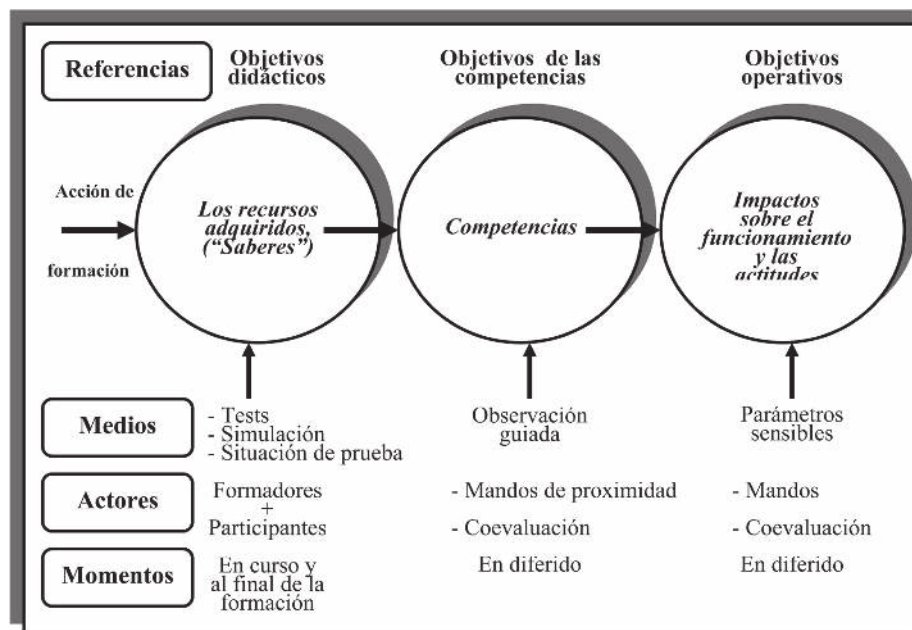 Referencias
Objetivos
didácticos
Objetivos de las
competencias
Objetivos
operativos
Acción de
formación
Los recursos
adquiridos,
("Saberes")
Competencias
Impactos
sobre el
funcionamiento
y las
actitudes
Medios
- Tests
- Simulación
- Situación de prueba
Observación
guiada
Parámetros
sensibles
Actores
Formadores
+
Participantes
- Mandos de proximidad
- Coevaluación
- Mandos
- Coevaluación
Momentos
En curso y
al final de la
formación
En diferido
En diferido